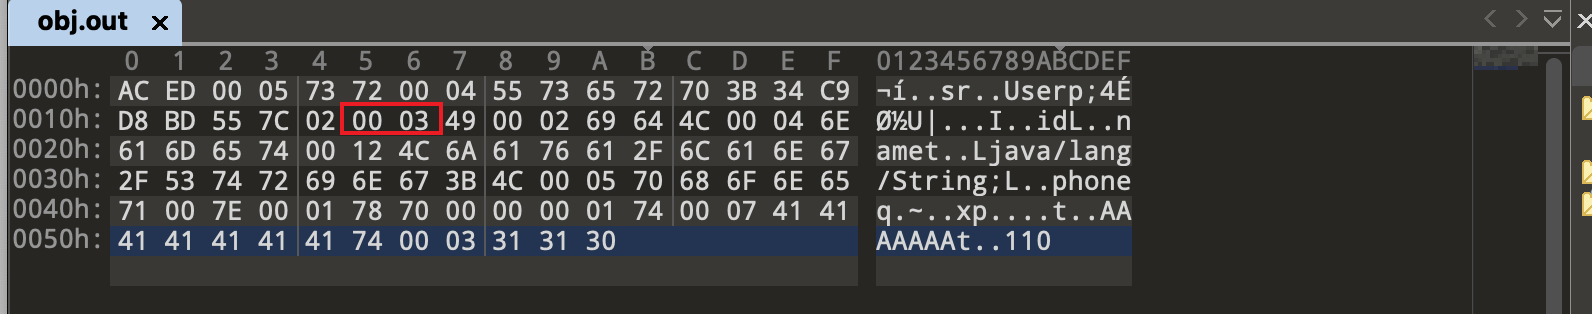 obj.out ×
0 1 2 3 4 5 6 7 8 9 A B C D E F 0123456789ABCDEF
0000h: AC ED 00 05 73 72 00 04 55 73 65 72 70 3B 34 C9 ¬í..sr..Userp;4É
0010h: D8 BD 55 7C 02 00 03 49 00 02 69 64 4C 00 04 6E Ø½U|...I..idL..n
0020h: 61 6D 65 74 00 12 4C 6A 61 76 61 2F 6C 61 6E 67 amet..Ljava/lang
0030h: 2F 53 74 72 69 6E 67 3B 4C 00 05 70 68 6F 6E 65 /String;L..phone
0040h: 71 00 7E 00 01 78 70 00 00 00 01 74 00 07 41 41 q.~..xp....t..AA
0050h: 41 41 41 41 41 74 00 03 31 31 30 AAAAAt..110